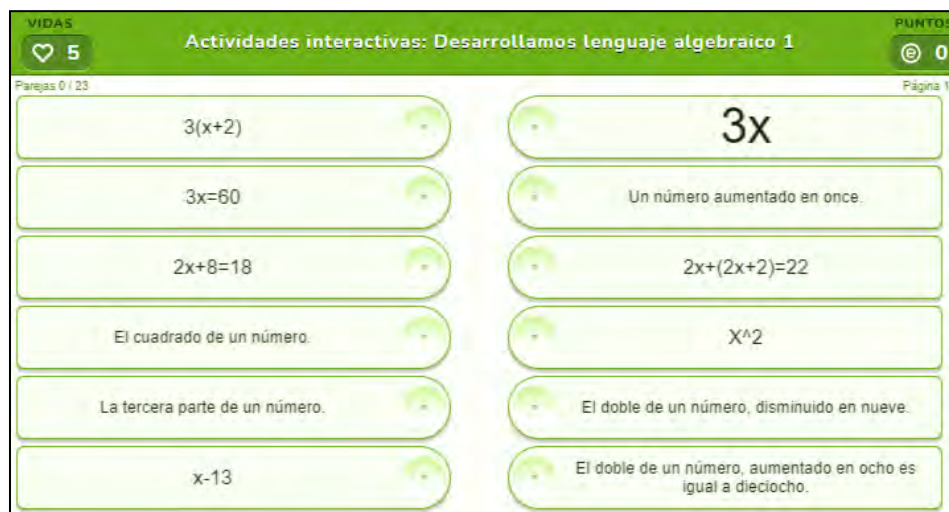 VIDAS
5
Actividades interactivas: Desarrollamos lenguaje algebraico 1
PUNTOS
0
Parejas 0 / 23
Página 1
3(x+2)
3x
3x=60
Un número aumentado en once.
2x+8=18
2x+(2x+2)=22
El cuadrado de un número.
X^2
La tercera parte de un número.
El doble de un número, disminuido en nueve.
x-13
El doble de un número, aumentado en ocho es
igual a dieciocho.